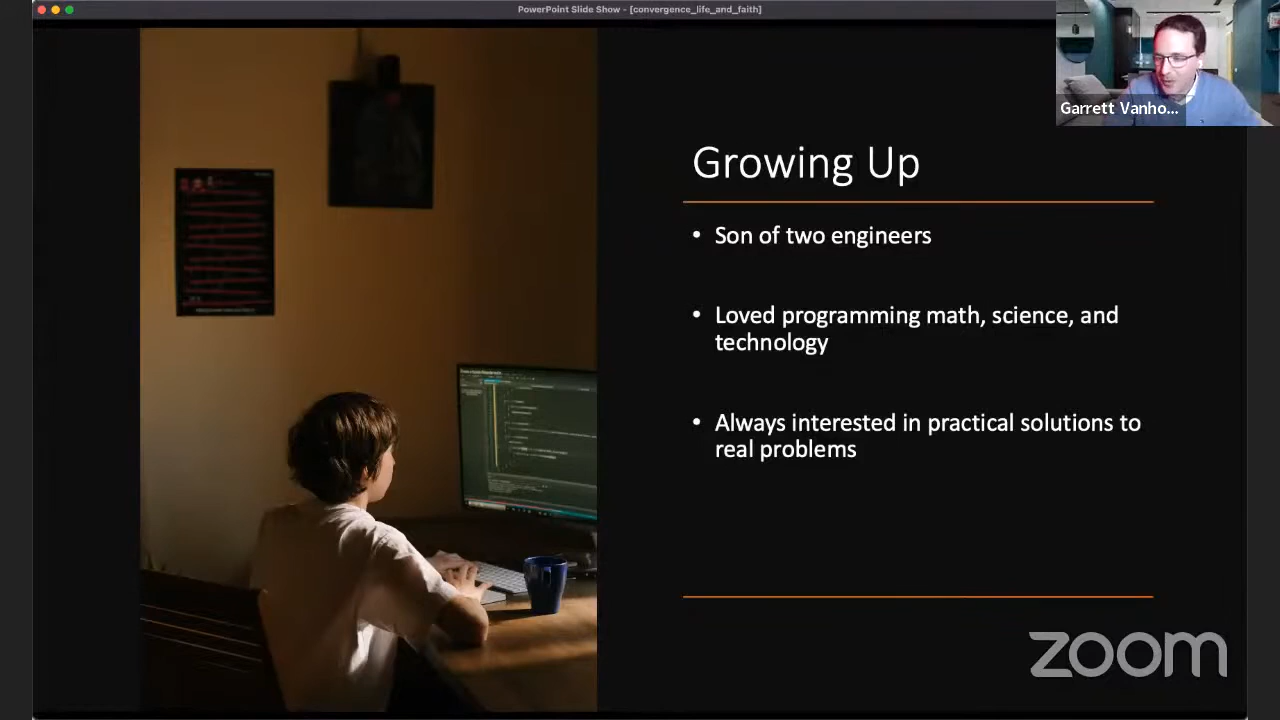 PowerPoint Slide Show - [convergence_life_and_faith]
Garrett Vanho...
Growing Up
• Son of two engineers
• Loved programming math, science, and
technology
• Always interested in practical solutions to
real problems
zoom